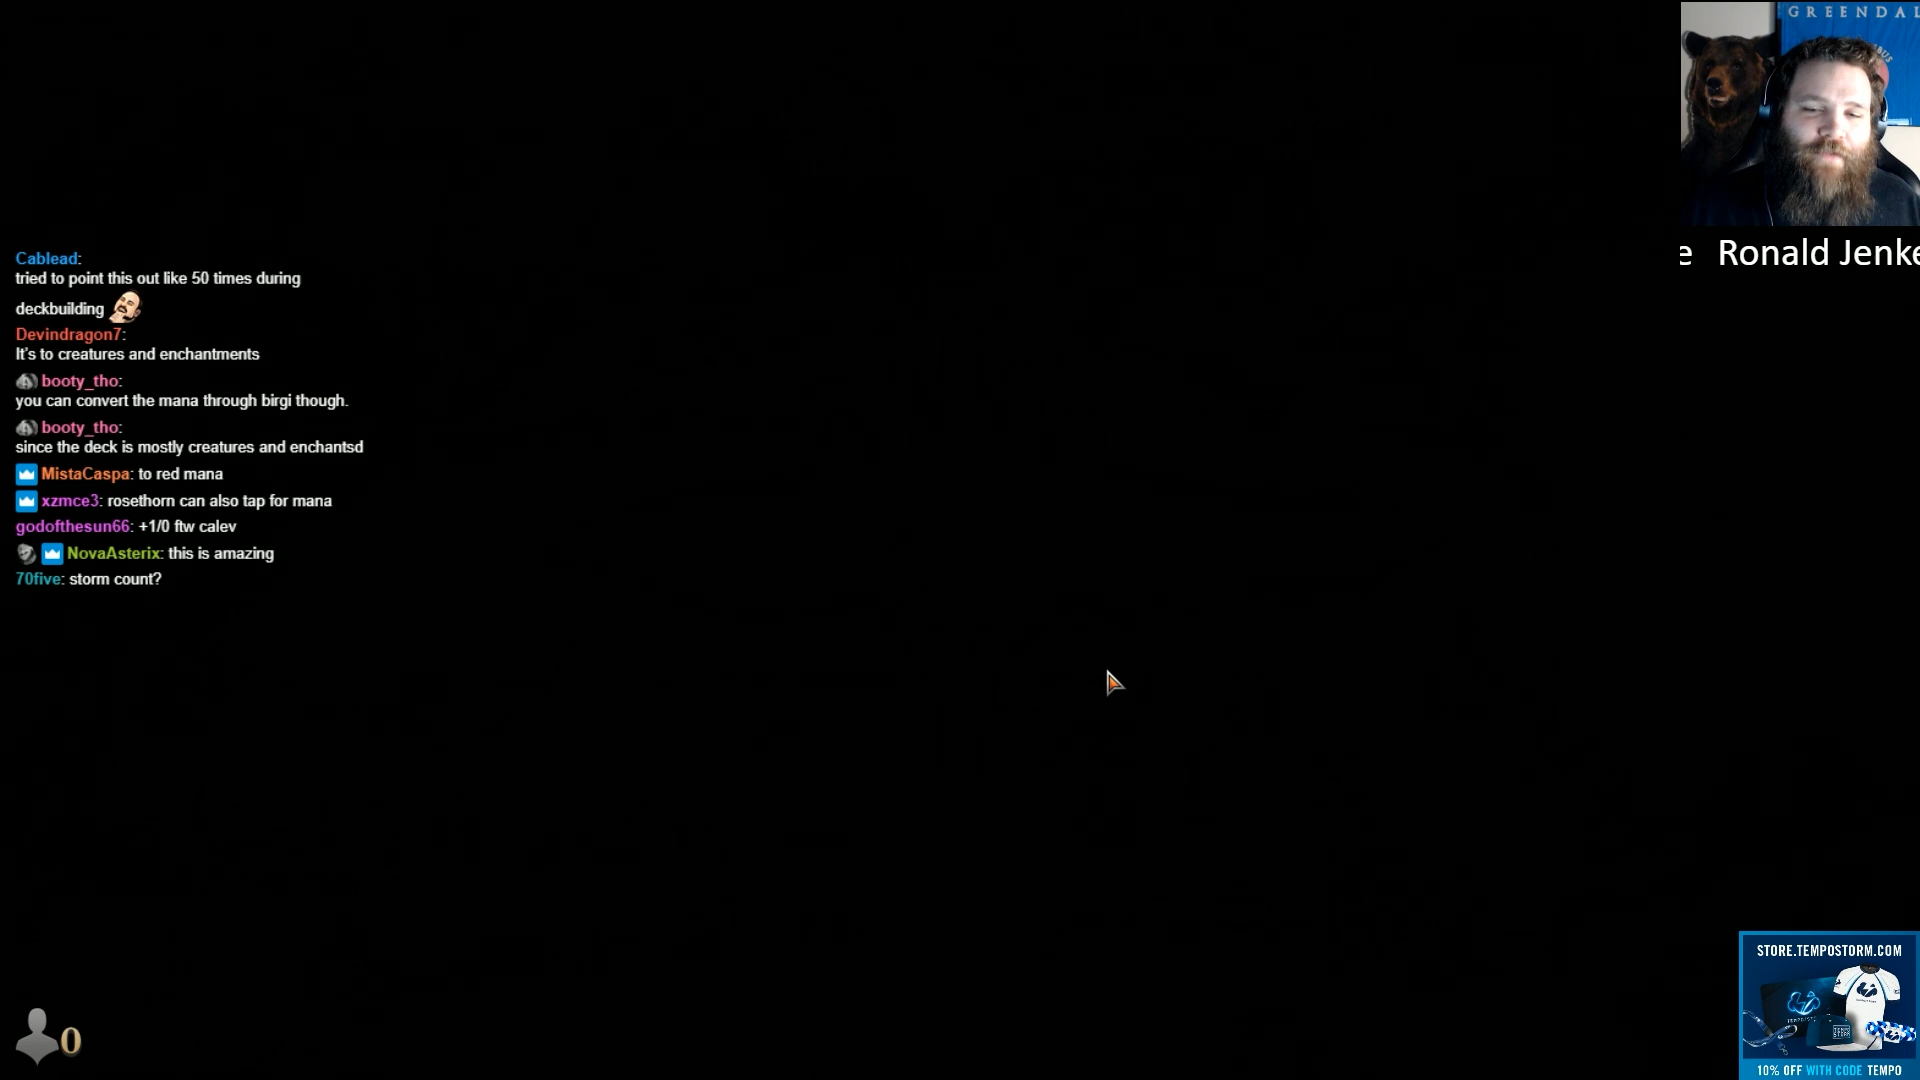 GREENDAL
Cablead:
tried to point this out like 50 times during
deckbuilding
Devindragon7:
It's to creatures and enchantments
booty_tho:
you can convert the mana through birgi though.
booty_tho:
since the deck is mostly creatures and enchantsd
MistaCaspa: to red mana
xzmce3: rosethorn can also tap for mana
godofthesun66: +1/0 ftw calev
NovaAsterix: this is amazing
70five: storm count?
e Ronald Jenke
0
STORE.TEMPOSTORM.COM
10% OFF WITH CODE TEMPO